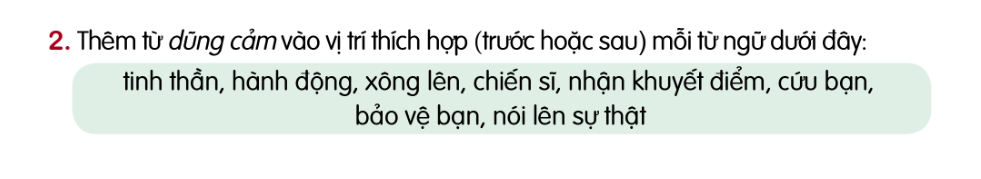 2. Thêm từ dũng cảm vào vị trí thích hợp (trước hoặc sau) mỗi từ ngữ dưới đây:
tinh thần, hành động, xông lên, chiến sĩ, nhận khuyết điểm, cứu bạn,
bảo vệ bạn, nói lên sự thật